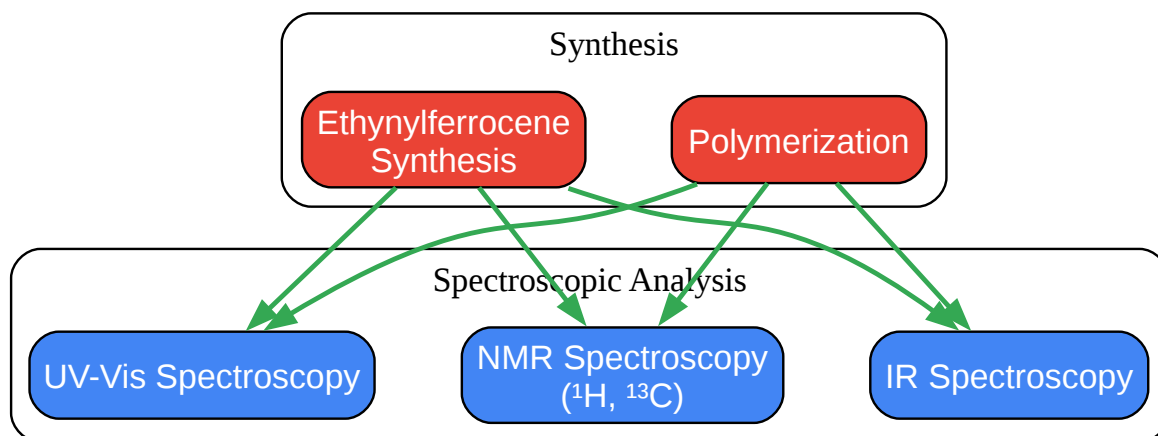 Synthesis
Ethynylferrocene
Synthesis
Polymerization
Spectroscopic Analysis
UV-Vis Spectroscopy
NMR Spectroscopy
(¹H, ¹³C)
IR Spectroscopy